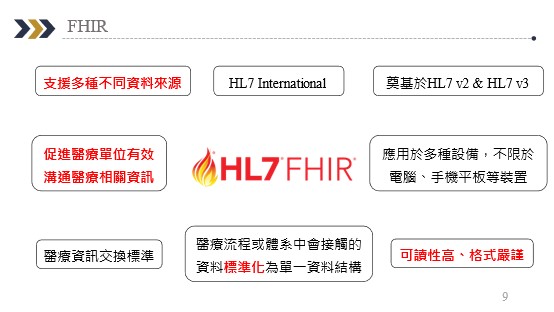 FHIR
支援多種不同資料來源
HL7 International
奠基於HL7 v2 & HL7 v3
促進醫療單位有效
溝通醫療相關資訊
HL7® FHIR®
應用於多種設備，不限於
電腦、手機平板等裝置
醫療資訊交換標準
醫療流程或體系中會接觸的
資料標準化為單一資料結構
可讀性高、格式嚴謹
9